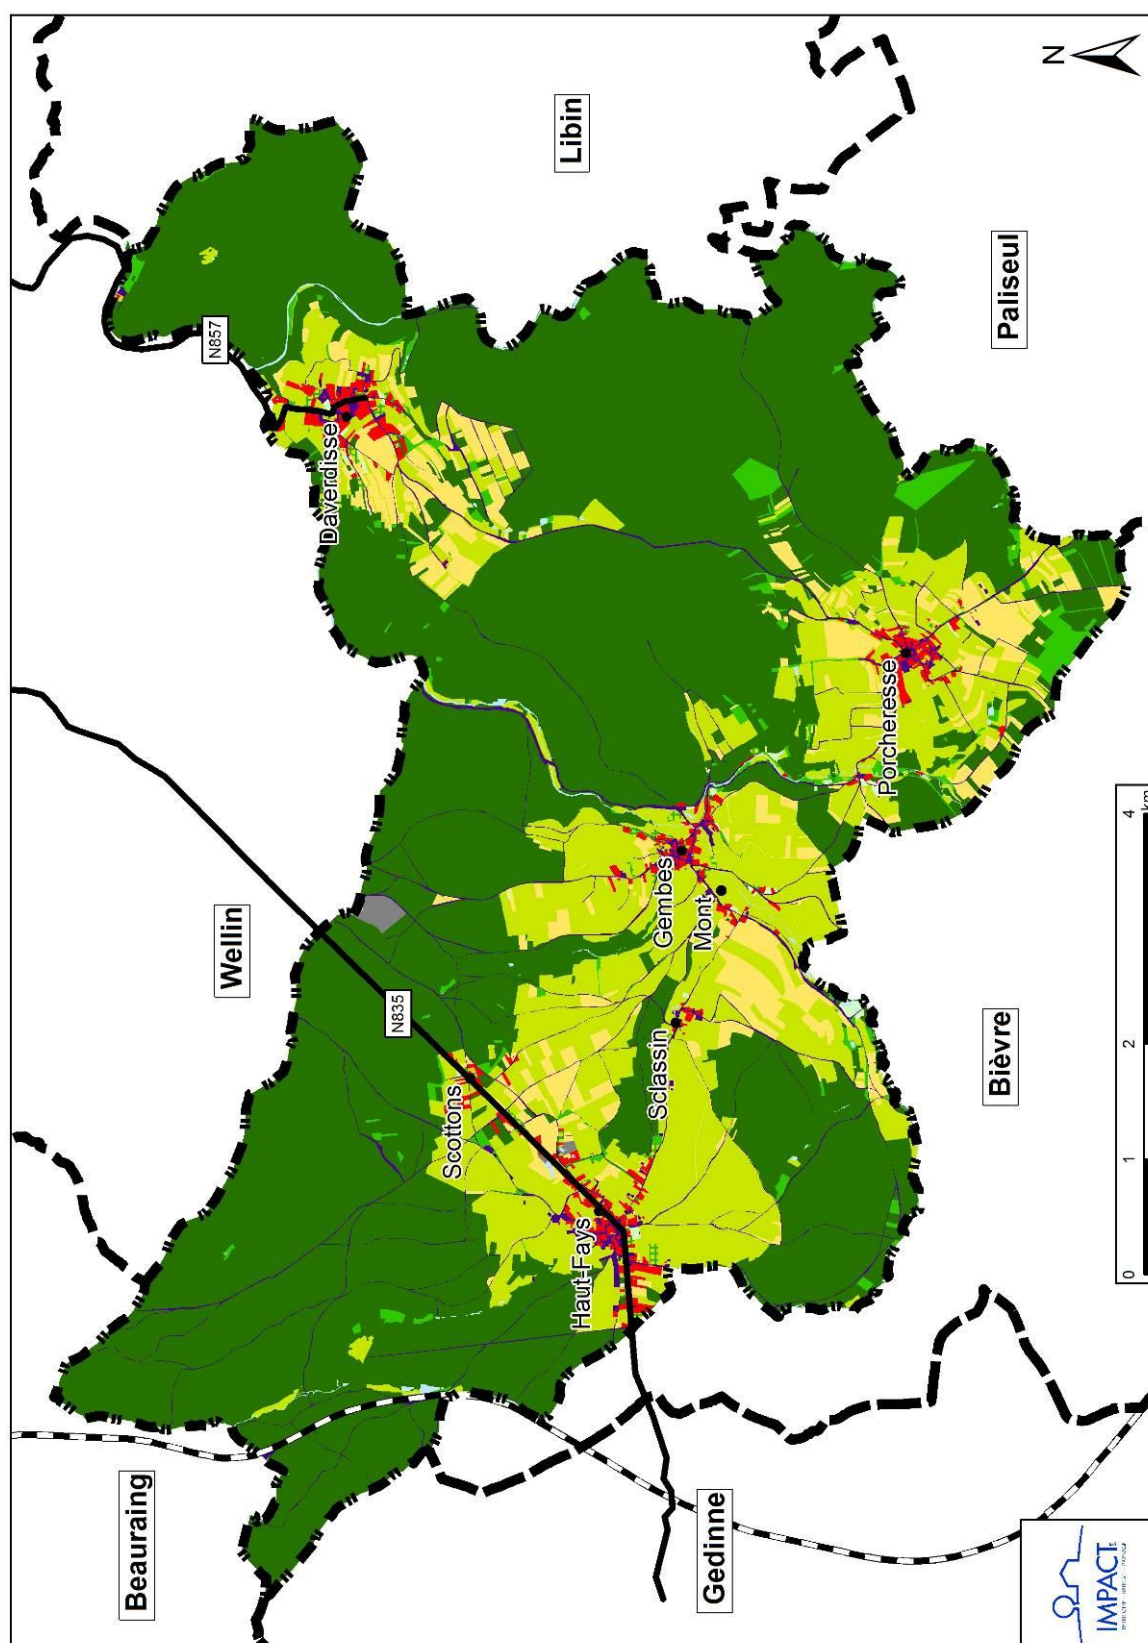 Beauraing
Wellin
Libin
N857
Daverdisse
N835
Scottons
Haut-Fays
Sclassin
Gembes
Mont
Porcheresse
Gedinne
Bièvre
Paliseul
N
0 1 2 4
km
IMPACT